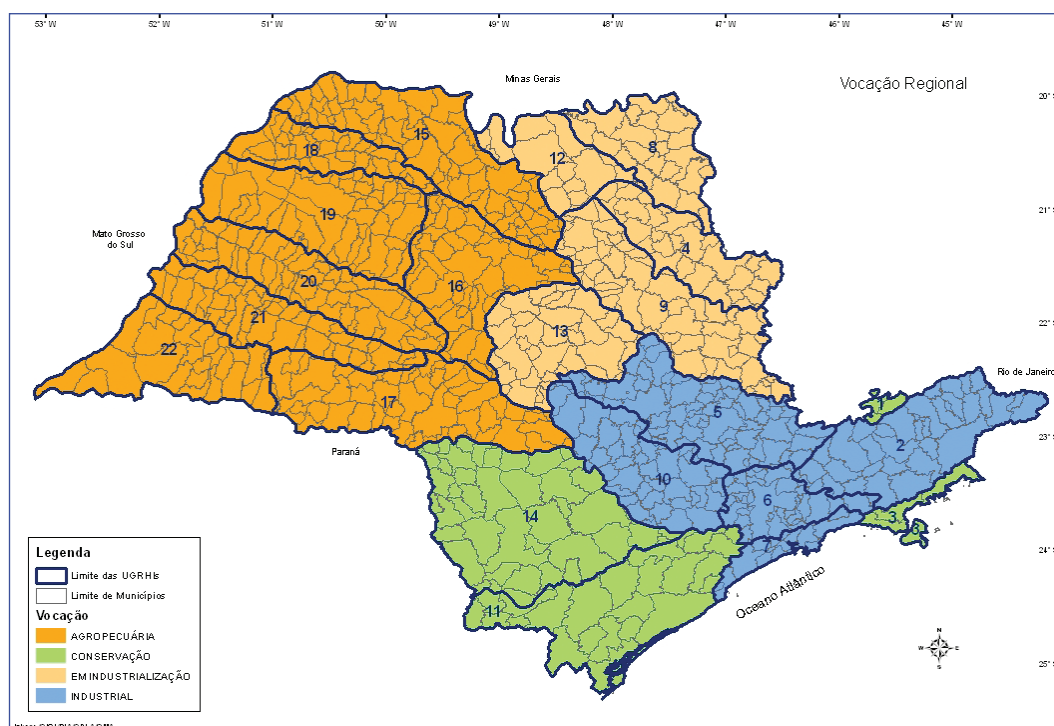 53° W 52° W 51° W 50° W 49° W 48° W 47° W 46° W 45° W
Minas Gerais
Vocação Regional
20° S
15
8
12
18
19
21° S
Mato Grosso
do Sul
4
20
16
9
21
13
22° S
22
Rio de Janeiro
17
5
1
2
23° S
Paraná
10
6
14
3
3
7
24° S
Oceano Atlântico
11
Legenda
Limite das UGRHIs
Limite de Municípios
Vocação
AGROPECUÁRIA
CONSERVAÇÃO
EM INDUSTRIALIZAÇÃO
INDUSTRIAL
N
W E
S
25° S